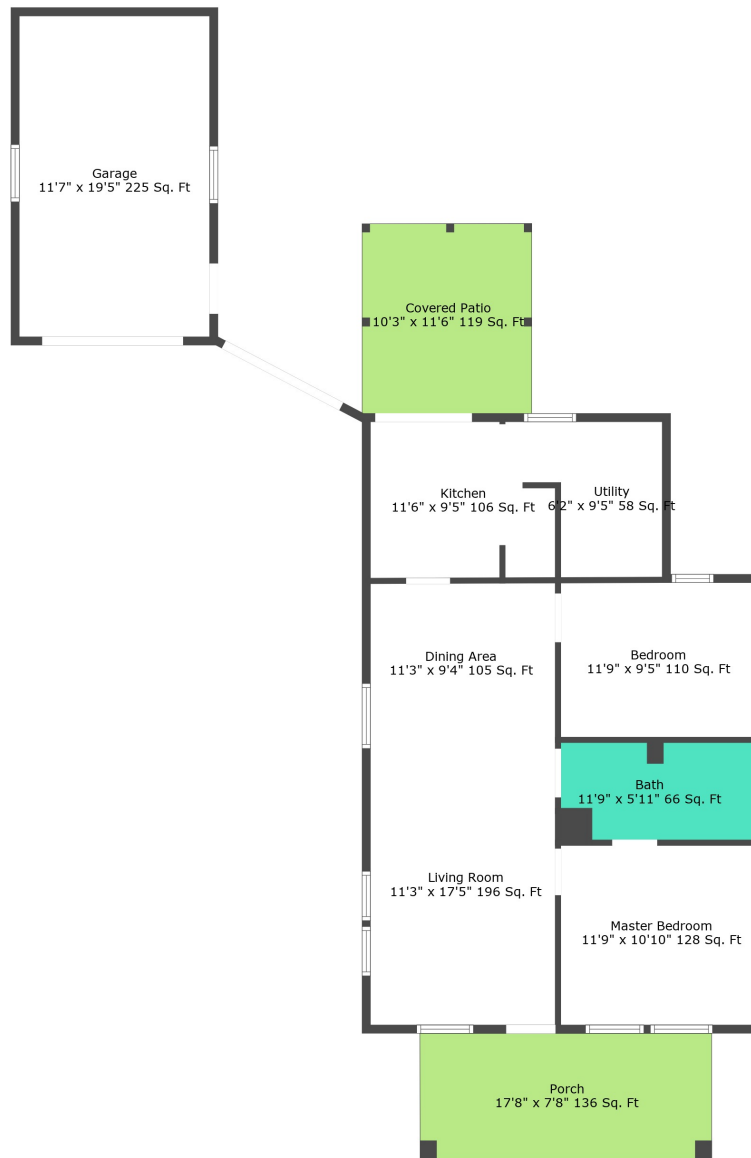 Garage
11'7" x 19'5" 225 Sq. Ft
Covered Patio
10'3" x 11'6" 119 Sq. Ft
Kitchen
11'6" x 9'5" 106 Sq. Ft
Utility
6'2" x 9'5" 58 Sq. Ft
Dining Area
11'3" x 9'4" 105 Sq. Ft
Bedroom
11'9" x 9'5" 110 Sq. Ft
Bath
11'9" x 5'11" 66 Sq. Ft
Living Room
11'3" x 17'5" 196 Sq. Ft
Master Bedroom
11'9" x 10'10" 128 Sq. Ft
Porch
17'8" x 7'8" 136 Sq. Ft